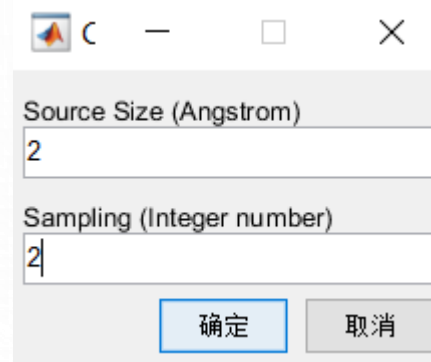 Source Size (Angstrom)
2
Sampling (Integer number)
2
确定 取消